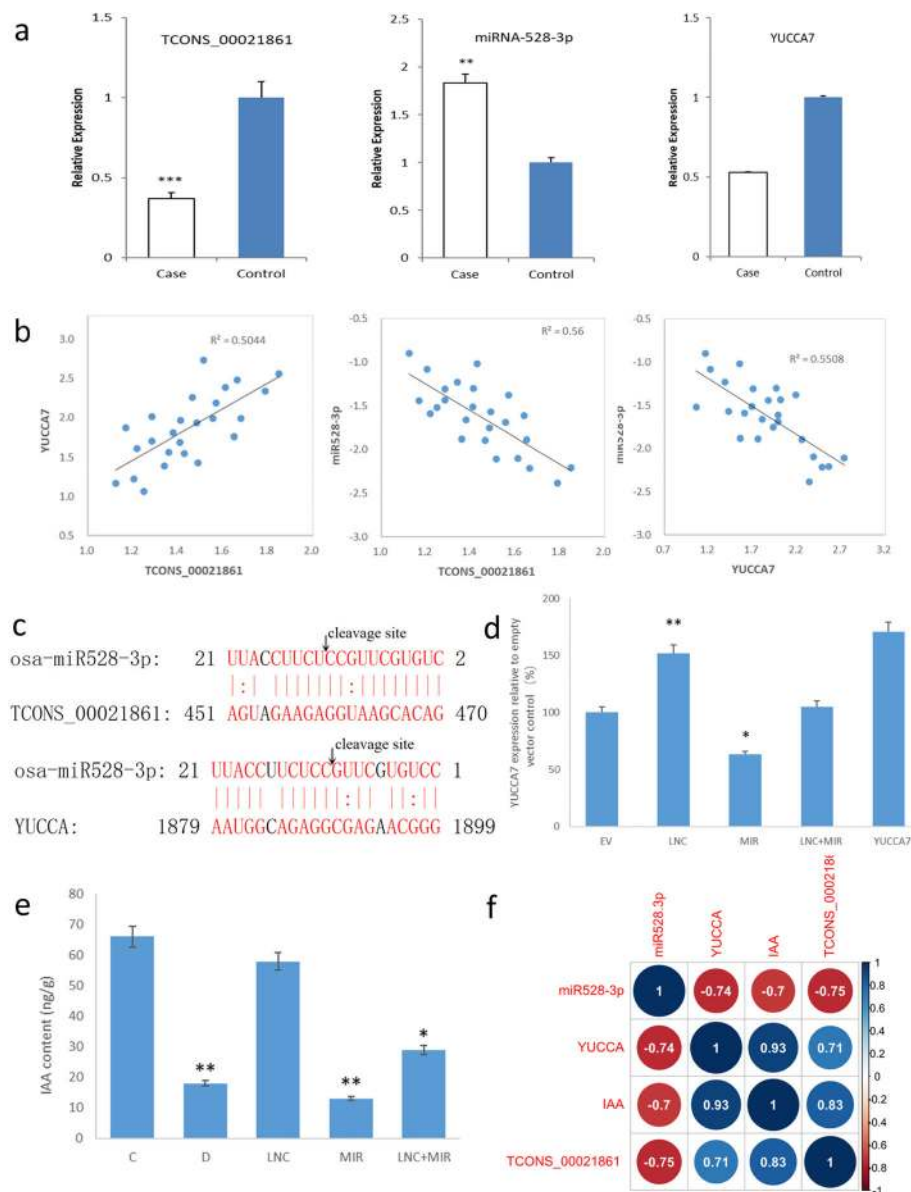 a
TCONS_00021861
Relative Expression
1.5
1
0.5
0
***
Case
Control
miRNA-528-3p
Relative Expression
2.5
2
1.5
1
0.5
0
**
Case
Control
YUCCA7
Relative Expression
1.5
1
0.5
0
Case
Control
b
YUCCA7
3.0
2.5
2.0
1.5
1.0
0.5
R² = 0.5044
1.0 1.2 1.4 1.6 1.8 2.0
TCONS_00021861
miR528-3p
-0.5
-1.0
-1.5
-2.0
-2.5
-3.0
R² = 0.56
1.0 1.2 1.4 1.6 1.8 2.0
TCONS_00021861
miR528-3p
-0.5
-1.0
-1.5
-2.0
-2.5
-3.0
R² = 0.5508
0.7 1.2 1.7 2.2 2.7 3.2
YUCCA7
c
cleavage site
osa-miR528-3p: 21 UUACCUUCUCCGUUCGUGUC 2
|:| |||||||:||||||||
TCONS_00021861: 451 AGUAGAAGAGGUAAGCACAG 470
cleavage site
osa-miR528-3p: 21 UUACCUUCUCCGUUCGUGUCC 1
||||| ||||||:|| ||:||
YUCCA: 1879 AAUGGCAGAGGCGAGAACGGG 1899
d
YUCCA7 expression relative to empty
vector control (%)
200
150
100
50
0
**
*
EV LNC MIR LNC+MIR YUCCA7
e
IAA content (ng/g)
80
70
60
50
40
30
20
10
0
**
**
*
C D LNC MIR LNC+MIR
f
miR528.3p
YUCCA
IAA
TCONS_0002186
miR528-3p 1 -0.74 -0.7 -0.75
YUCCA -0.74 1 0.93 0.71
IAA -0.7 0.93 1 0.83
TCONS_00021861 -0.75 0.71 0.83 1
1
0.8
0.6
0.4
0.2
0
-0.2
-0.4
-0.6
-0.8
-1